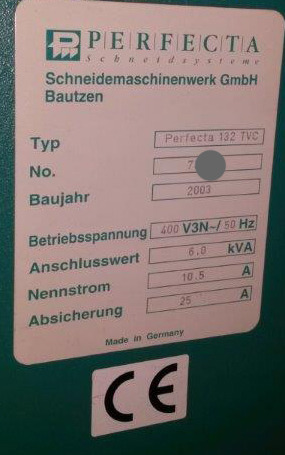 PERFECTA
Schneidsysteme
Schneidemaschinenwerk GmbH
Bautzen
Typ Perfecta 132 TVC
No. 7
Baujahr 2003
Betriebsspannung 400 V3N~/ 50 Hz
Anschlusswert 6.8 kVA
Nennstrom 10.5 A
Absicherung 25 A
Made in Germany
CE